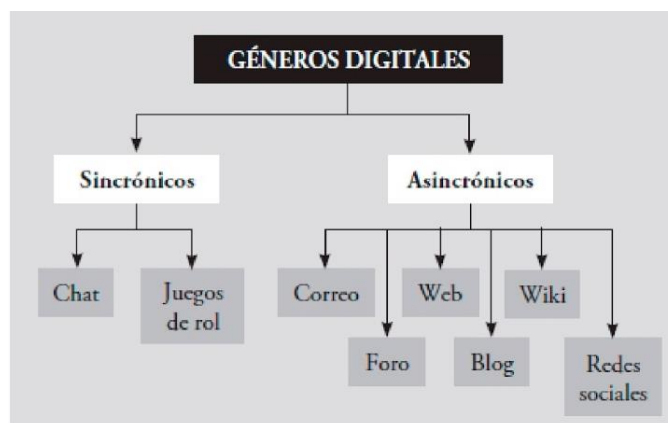 GÉNEROS DIGITALES
Sincrónicos
Asincrónicos
Chat
Juegos
de rol
Correo
Web
Wiki
Foro
Blog
Redes
sociales